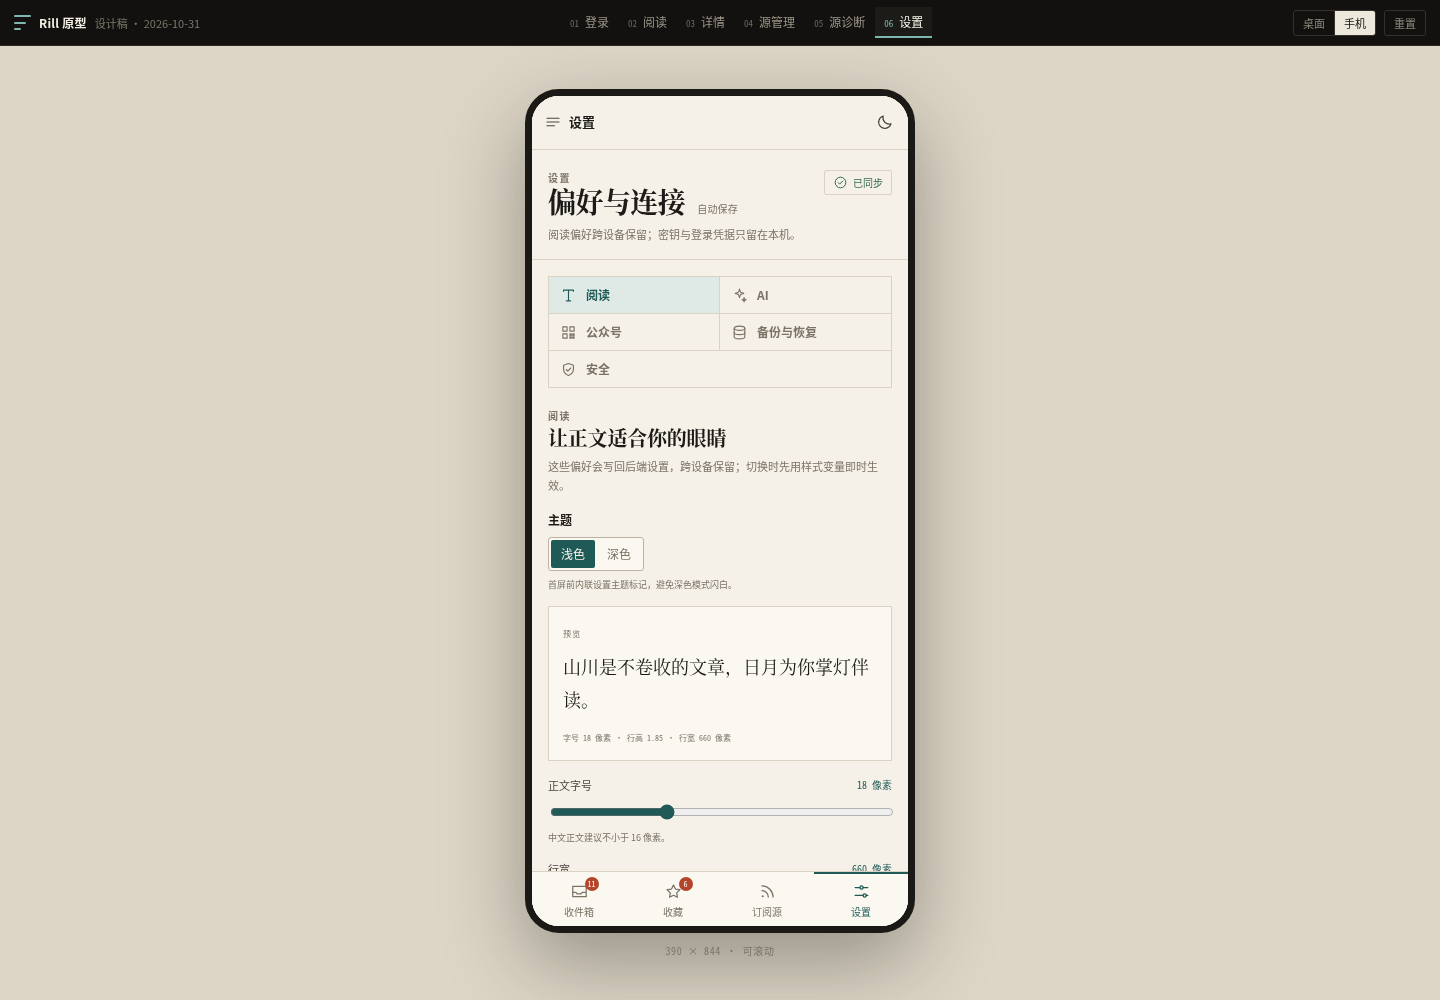 Rill 原型 设计稿 · 2026-10-31
01 登录 02 阅读 03 详情 04 源管理 05 源诊断 06 设置
桌面 手机 重置
设置
设置
已同步
偏好与连接 自动保存
阅读偏好跨设备保留；密钥与登录凭据只留在本机。
阅读 AI
公众号 备份与恢复
安全
阅读
让正文适合你的眼睛
这些偏好会写回后端设置，跨设备保留；切换时先用样式变量即时生
效。
主题
浅色 深色
首屏前内联设置主题标记，避免深色模式闪白。
预览
山川是不卷收的文章，日月为你掌灯伴
读。
字号 18 像素 · 行高 1.85 · 行宽 660 像素
正文字号 18 像素
中文正文建议不小于 16 像素。
行宽 660 像素
11 6
收件箱 收藏 订阅源 设置
390 × 844 · 可滚动